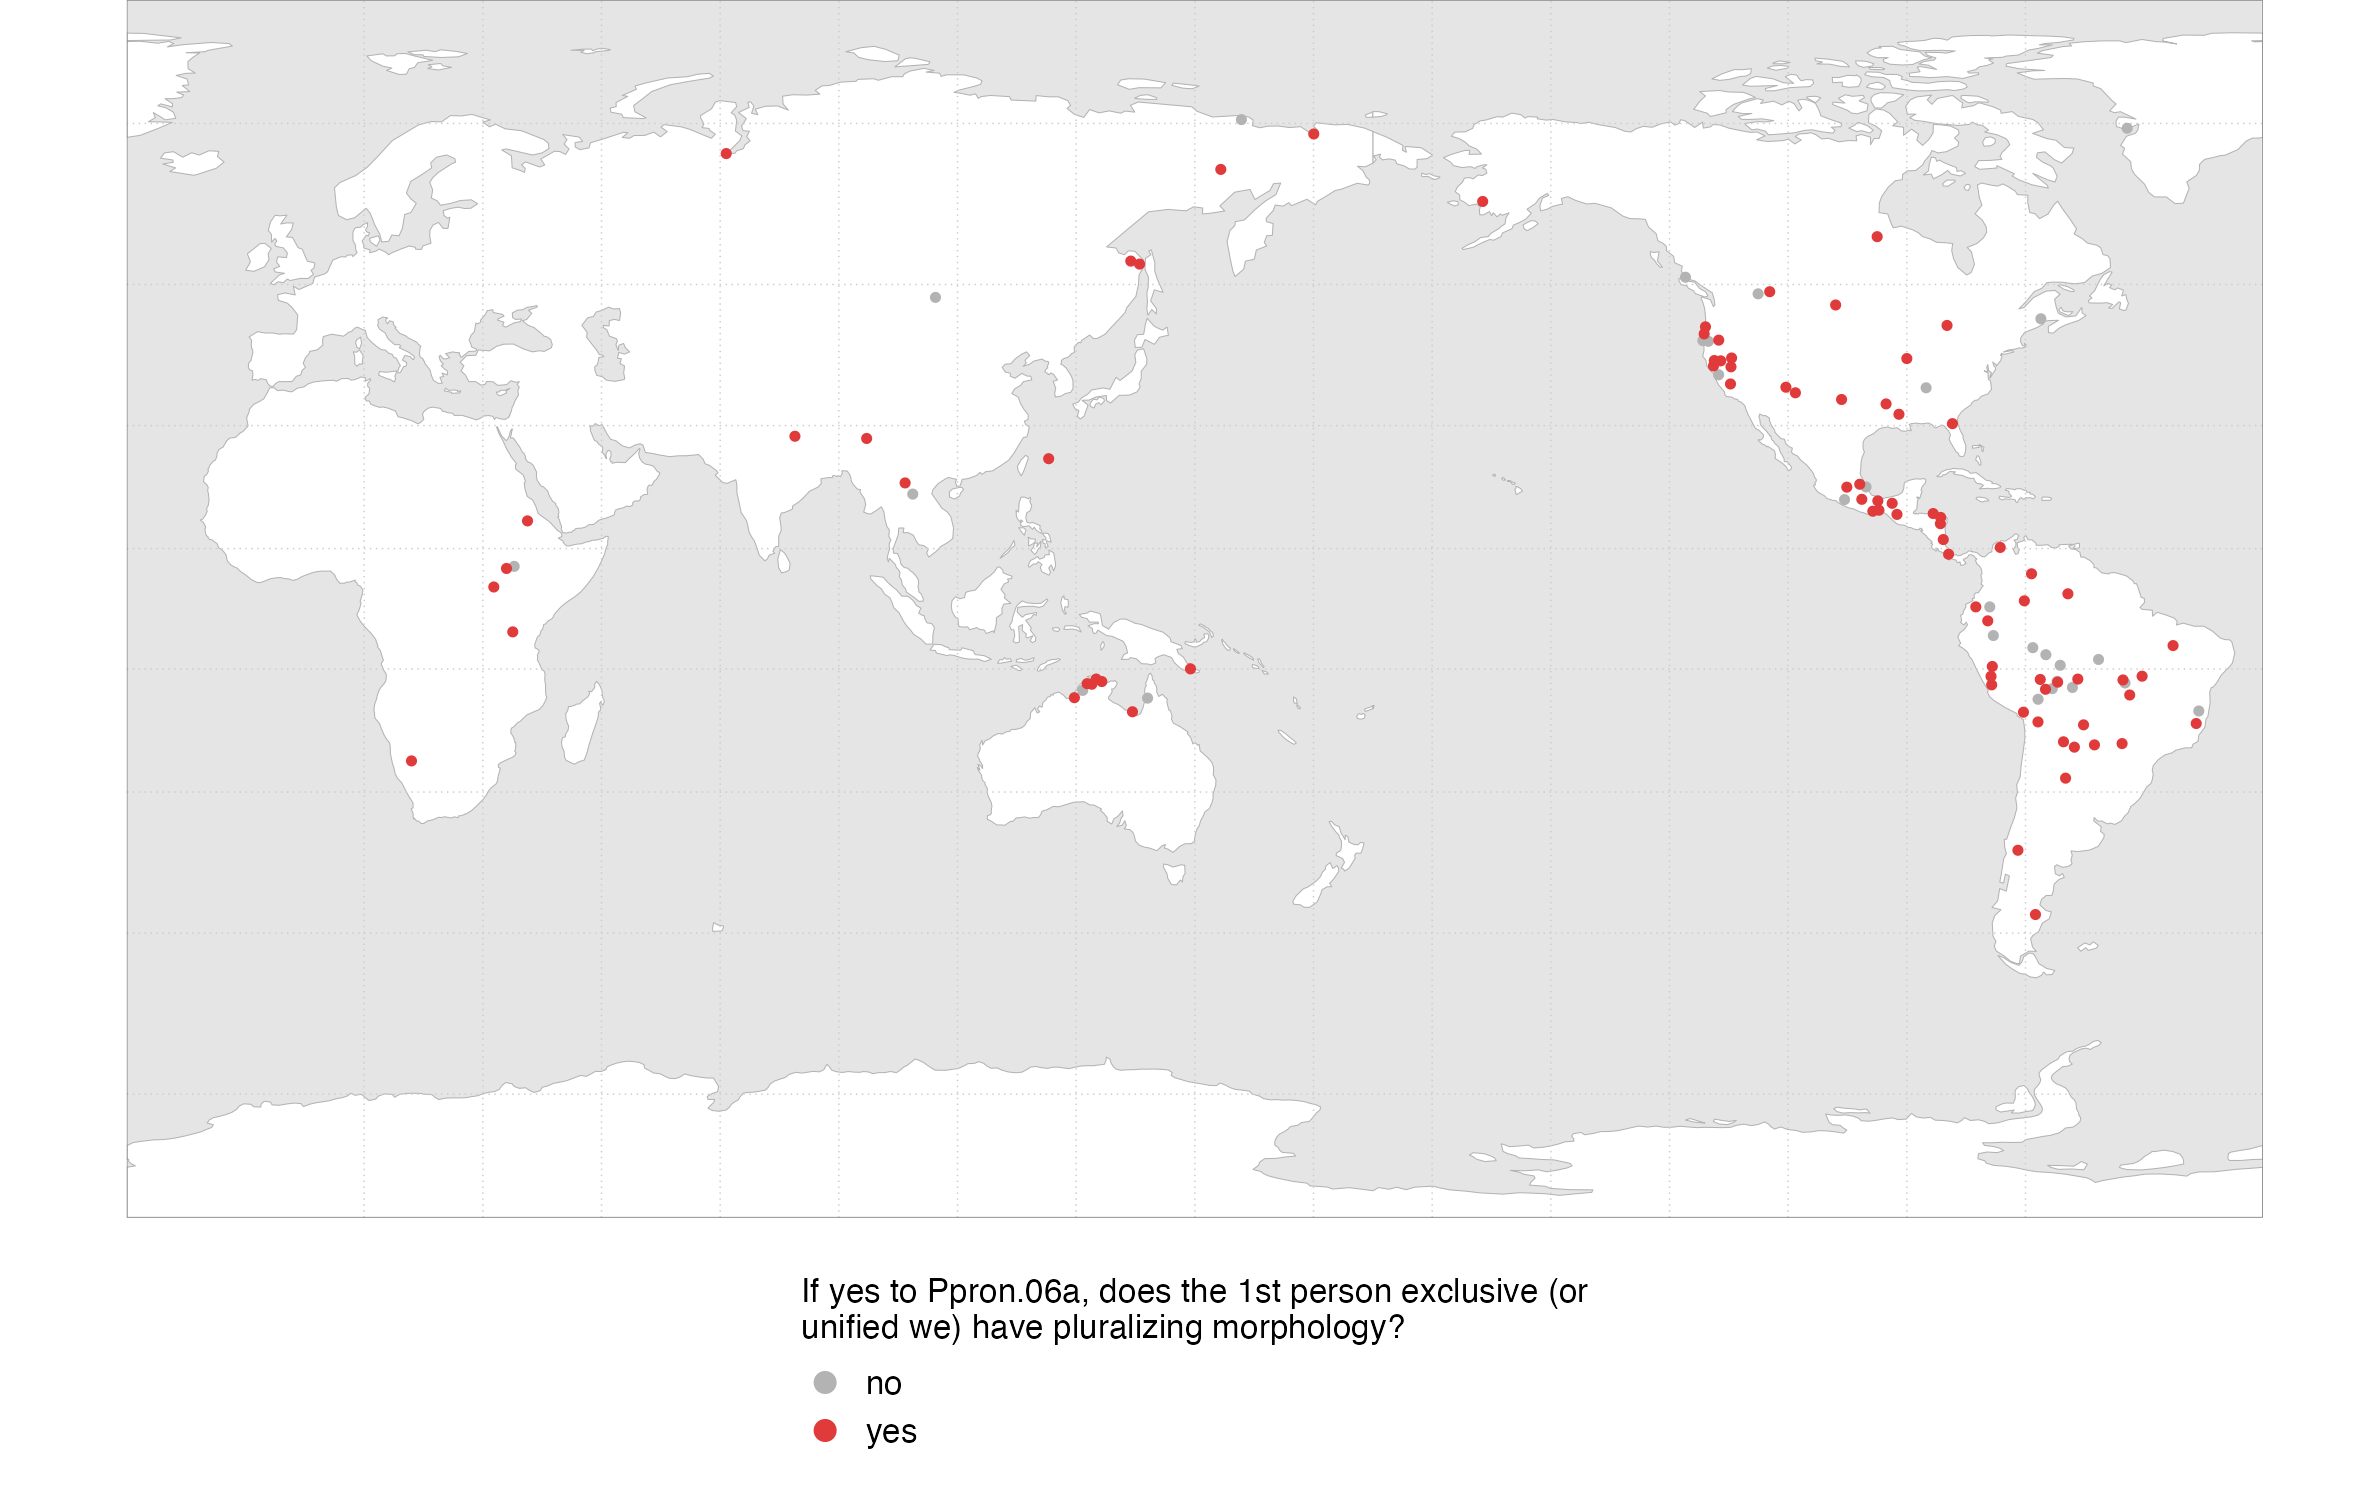 If yes to Ppron.06a, does the 1st person exclusive (or
unified we) have pluralizing morphology?
no
yes